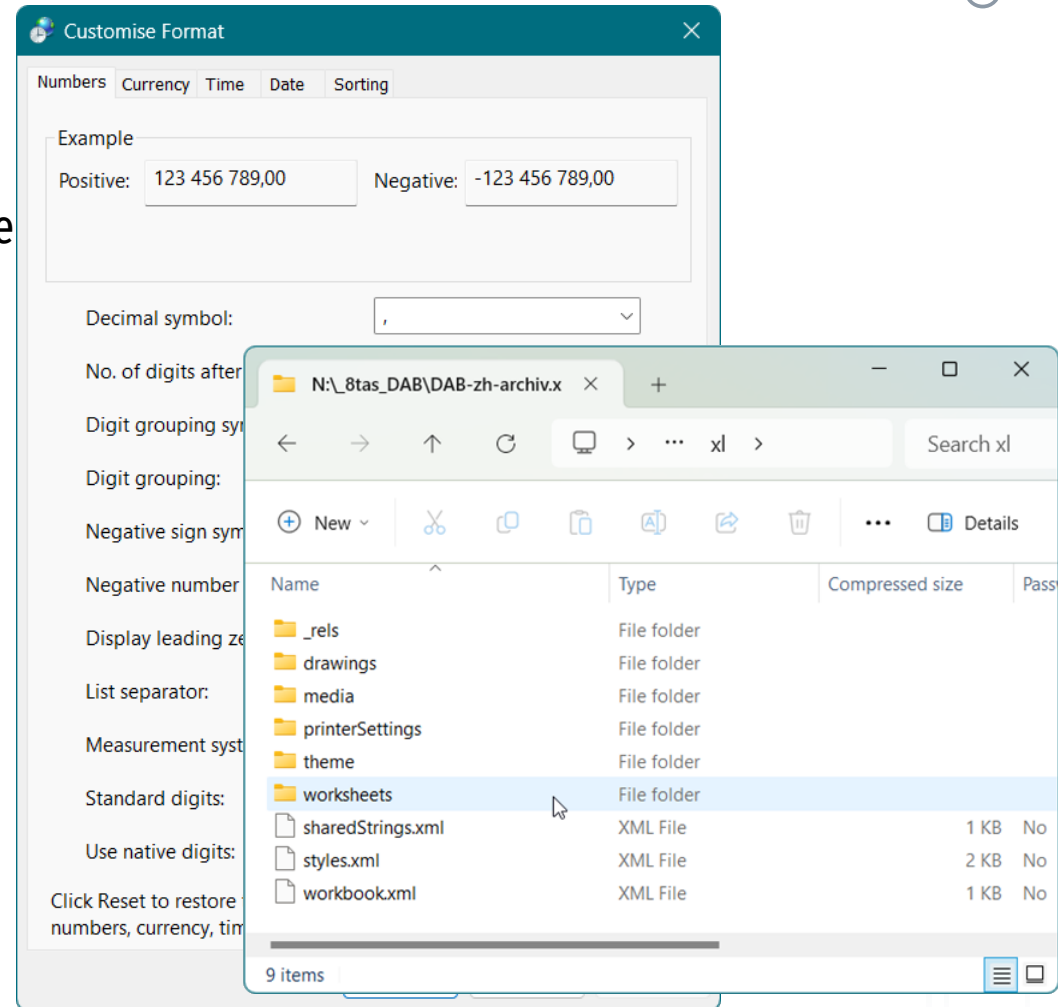 Customise Format
Numbers Currency Time Date Sorting
Example
Positive: 123 456 789,00 Negative: -123 456 789,00
e
Decimal symbol: ,
No. of digits after
Digit grouping sy
Digit grouping:
Negative sign sym
Negative number
Display leading ze
List separator:
Measurement syst
Standard digits:
Use native digits:
Click Reset to restore
numbers, currency, tim
N:\_8tas_DAB\DAB-zh-archiv.x
xl
Search xl
New
Details
Name Type Compressed size Passv
_rels File folder
drawings File folder
media File folder
printerSettings File folder
theme File folder
worksheets File folder
sharedStrings.xml XML File 1 KB No
styles.xml XML File 2 KB No
workbook.xml XML File 1 KB No
9 items